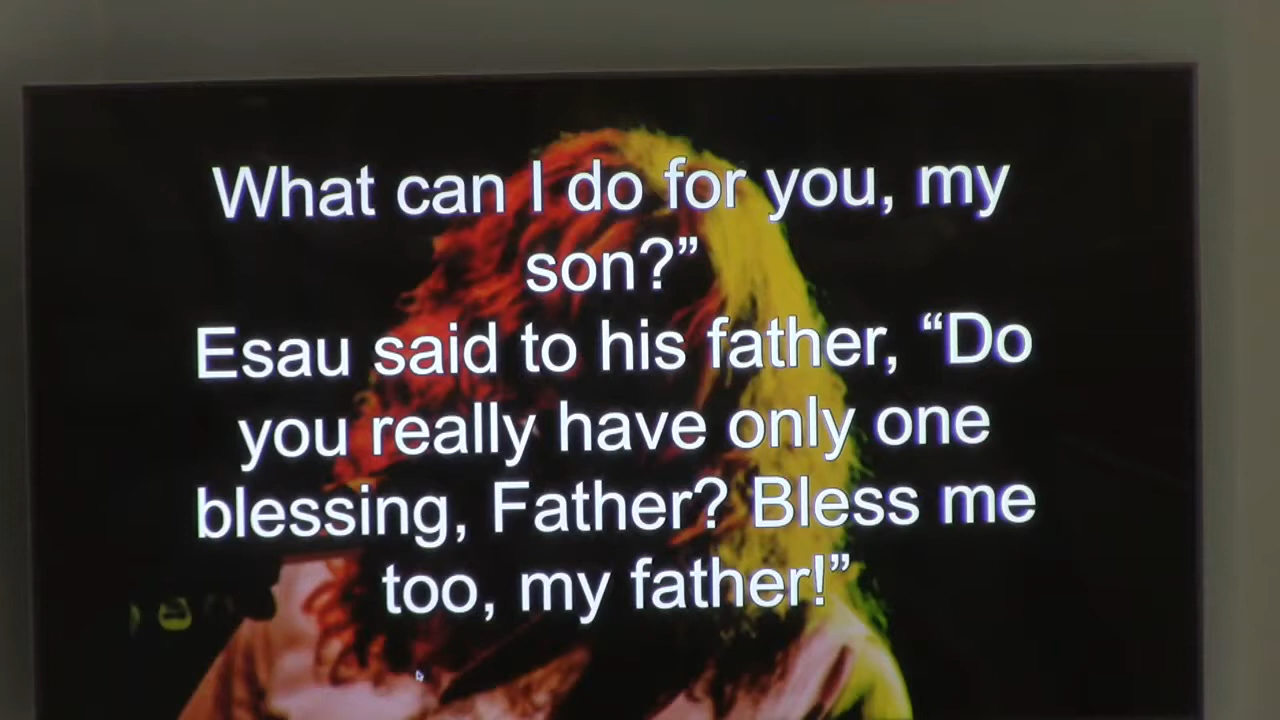 What can I do for you, my
son?”
Esau said to his father, “Do
you really have only one
blessing, Father? Bless me
too, my father!”